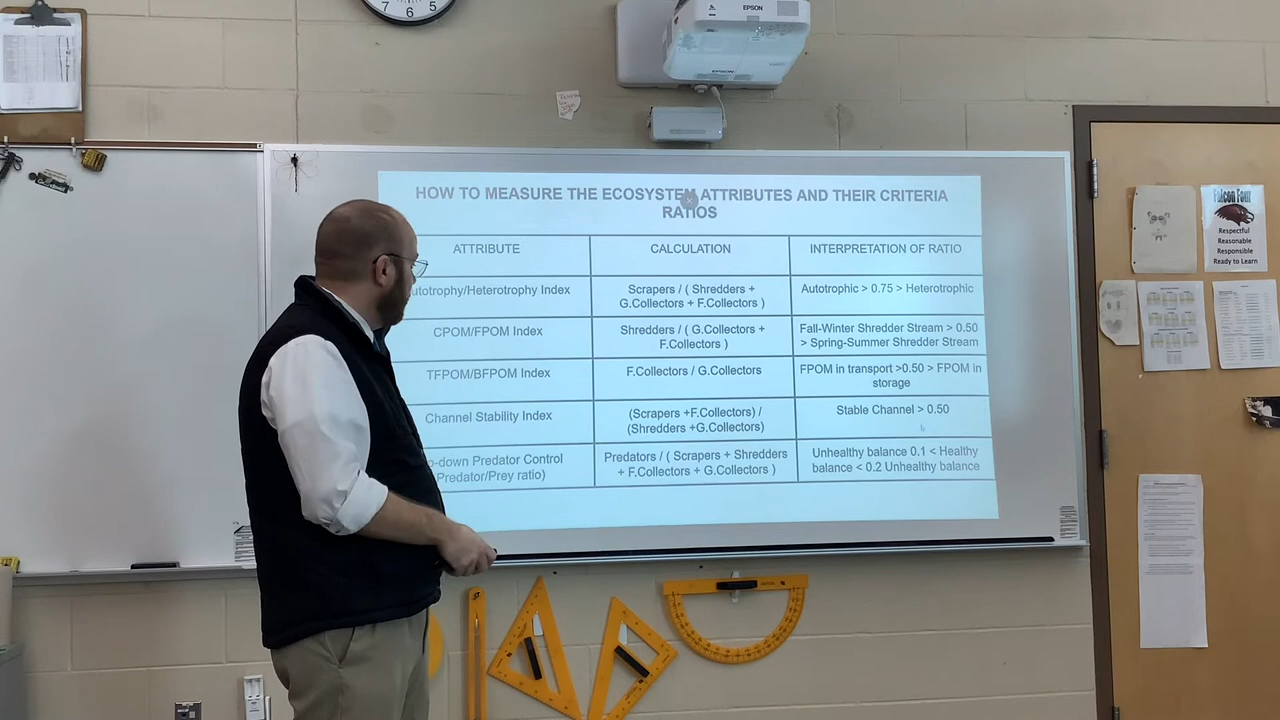 7 6 5
EPSON
EPSON
HOW TO MEASURE THE ECOSYSTEM ATTRIBUTES AND THEIR CRITERIA
RATIOS
ATTRIBUTE CALCULATION INTERPRETATION OF RATIO
utotrophy/Heterotrophy Index
Scrapers / ( Shredders +
G.Collectors + F.Collectors )
Autotrophic > 0.75 > Heterotrophic
CPOM/FPOM Index
Shredders / ( G.Collectors +
F.Collectors )
Fall-Winter Shredder Stream > 0.50
> Spring-Summer Shredder Stream
TFPOM/BFPOM Index
F.Collectors / G.Collectors
FPOM in transport >0.50 > FPOM in
storage
Channel Stability Index
(Scrapers +F.Collectors) /
(Shredders +G.Collectors)
Stable Channel > 0.50
p-down Predator Control
Predator/Prey ratio)
Predators / ( Scrapers + Shredders
+ F.Collectors + G.Collectors )
Unhealthy balance 0.1 < Healthy
balance < 0.2 Unhealthy balance
Falcon Four
Respectful
Reasonable
Responsible
Ready to Learn